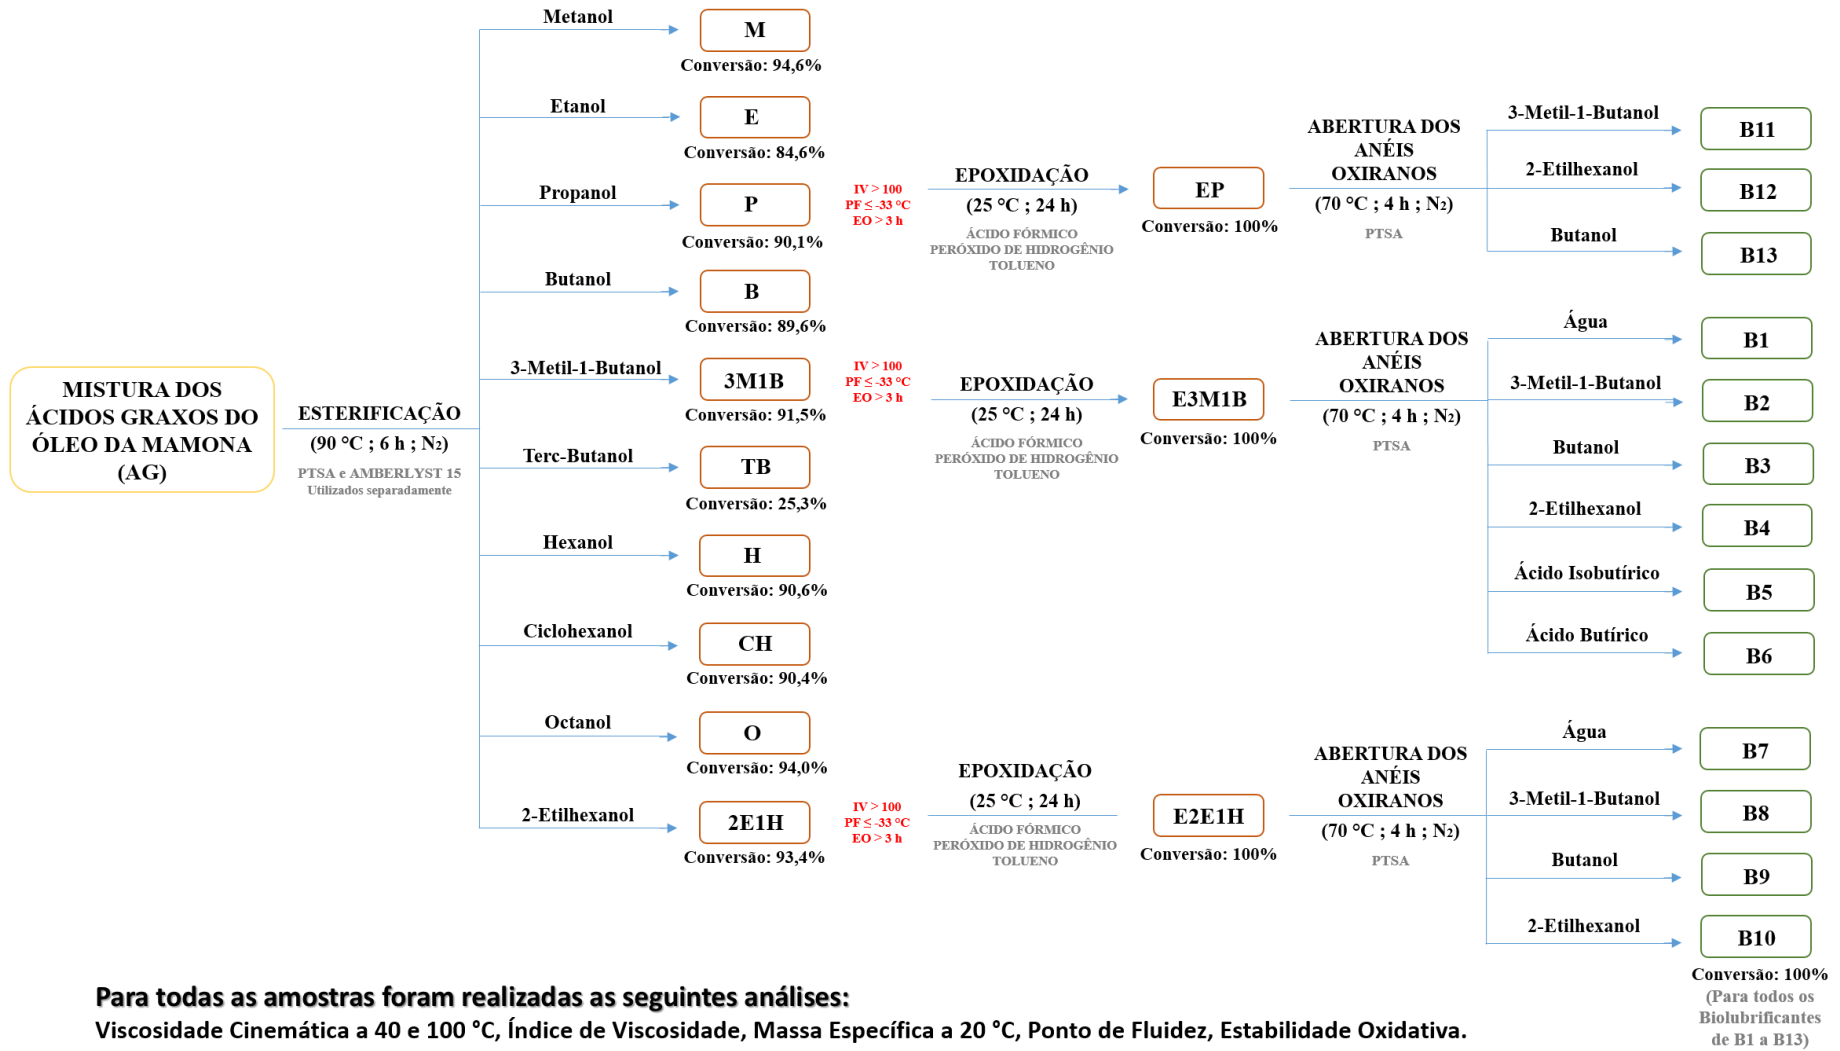 MISTURA DOS
ÁCIDOS GRAXOS DO
ÓLEO DA MAMONA
(AG)
ESTERIFICAÇÃO
(90 °C ; 6 h ; N₂)
PTSA e AMBERLYST 15
Utilizados separadamente
Metanol
M
Conversão: 94,6%
Etanol
E
Conversão: 84,6%
Propanol
P
Conversão: 90,1%
Butanol
B
Conversão: 89,6%
3-Metil-1-Butanol
3M1B
Conversão: 91,5%
Terc-Butanol
TB
Conversão: 25,3%
Hexanol
H
Conversão: 90,6%
Ciclohexanol
CH
Conversão: 90,4%
Octanol
O
Conversão: 94,0%
2-Etilhexanol
2E1H
Conversão: 93,4%
IV > 100
PF ≤ -33 °C
EO > 3 h
EPOXIDAÇÃO
(25 °C ; 24 h)
ÁCIDO FÓRMICO
PERÓXIDO DE HIDROGÊNIO
TOLUENO
EP
Conversão: 100%
ABERTURA DOS
ANÉIS
OXIRANOS
(70 °C ; 4 h ; N₂)
PTSA
3-Metil-1-Butanol
B11
2-Etilhexanol
B12
Butanol
B13
IV > 100
PF ≤ -33 °C
EO > 3 h
EPOXIDAÇÃO
(25 °C ; 24 h)
ÁCIDO FÓRMICO
PERÓXIDO DE HIDROGÊNIO
TOLUENO
E3M1B
Conversão: 100%
ABERTURA DOS
ANÉIS
OXIRANOS
(70 °C ; 4 h ; N₂)
PTSA
Água
B1
3-Metil-1-Butanol
B2
Butanol
B3
2-Etilhexanol
B4
Ácido Isobutírico
B5
Ácido Butírico
B6
IV > 100
PF ≤ -33 °C
EO > 3 h
EPOXIDAÇÃO
(25 °C ; 24 h)
ÁCIDO FÓRMICO
PERÓXIDO DE HIDROGÊNIO
TOLUENO
E2E1H
Conversão: 100%
ABERTURA DOS
ANÉIS
OXIRANOS
(70 °C ; 4 h ; N₂)
PTSA
Água
B7
3-Metil-1-Butanol
B8
Butanol
B9
2-Etilhexanol
B10
Conversão: 100%
(Para todos os
Biolubrificantes
de B1 a B13)
Para todas as amostras foram realizadas as seguintes análises:
Viscosidade Cinemática a 40 e 100 °C, Índice de Viscosidade, Massa Específica a 20 °C, Ponto de Fluidez, Estabilidade Oxidativa.